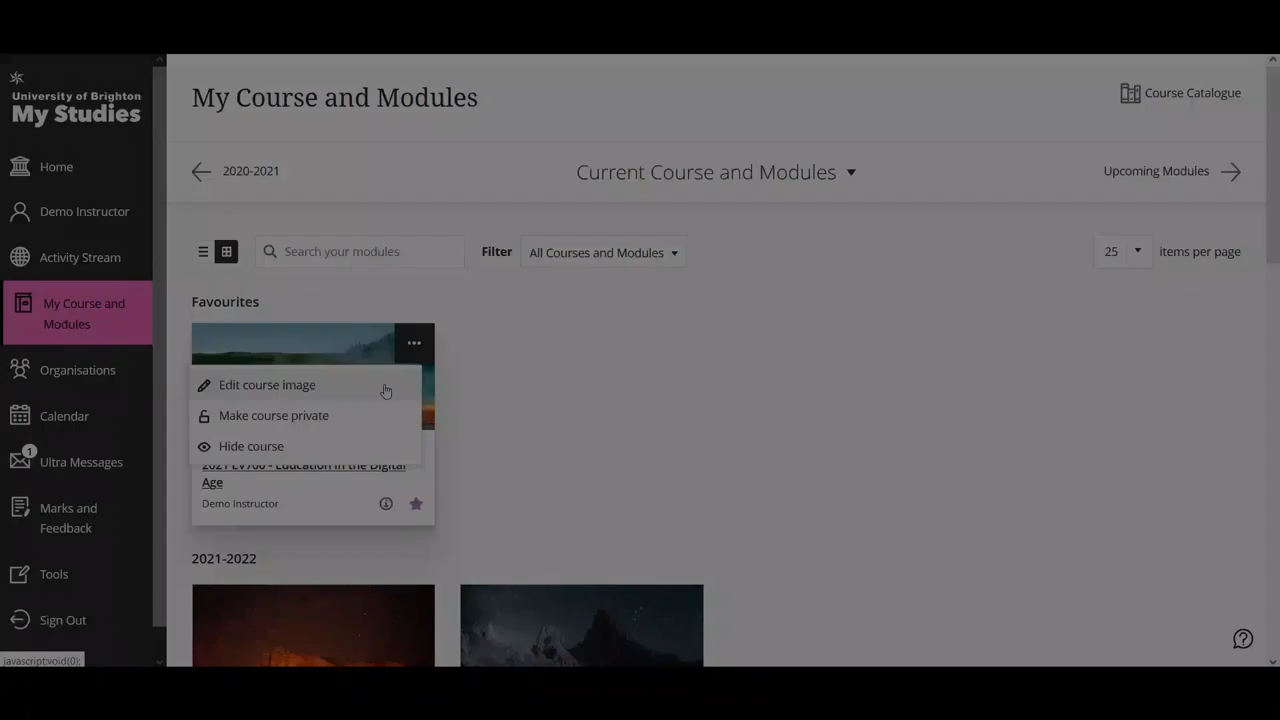 University of Brighton
My Studies
Home
Demo Instructor
Activity Stream
My Course and
Modules
Organisations
Calendar
1
Ultra Messages
Marks and
Feedback
Tools
Sign Out
javascript:void(0);
My Course and Modules
Course Catalogue
2020-2021
Current Course and Modules
Upcoming Modules
Search your modules
Filter
All Courses and Modules
25
items per page
Favourites
Edit course image
Make course private
Hide course
2021 EV700 - Education in the Digital
Age
Demo Instructor
2021-2022